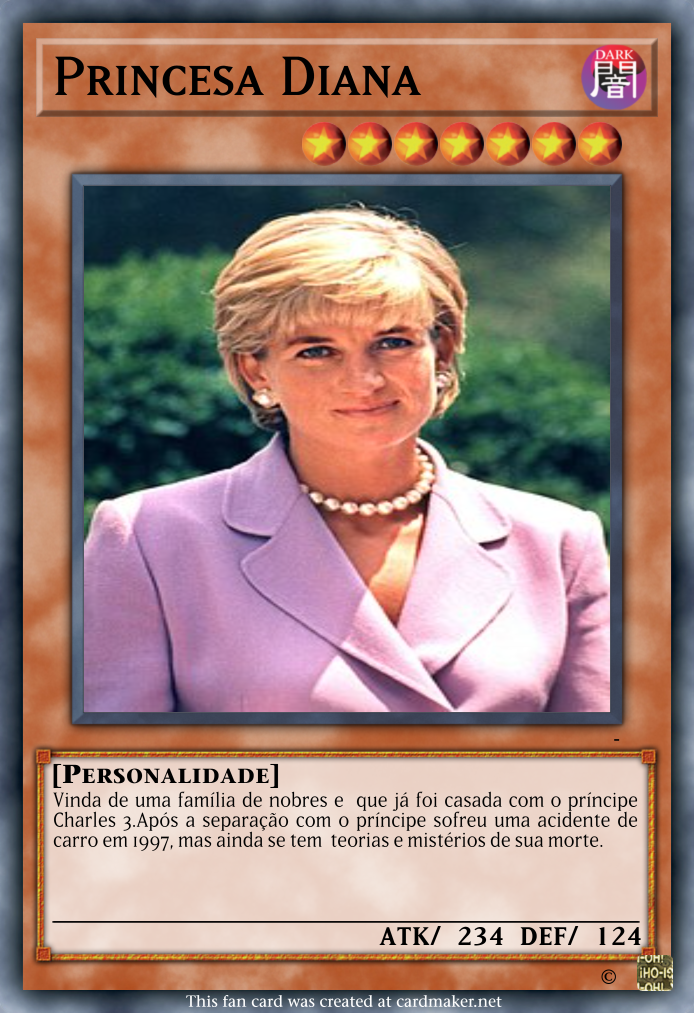 Princesa Diana
DARK
闇
-
[Personalidade]
Vinda de uma família de nobres e  que já foi casada com o príncipe
Charles 3.Após a separação com o príncipe sofreu uma acidente de
carro em 1997, mas ainda se tem  teorias e mistérios de sua morte.
ATK/ 234 DEF/ 124
©
This fan card was created at cardmaker.net